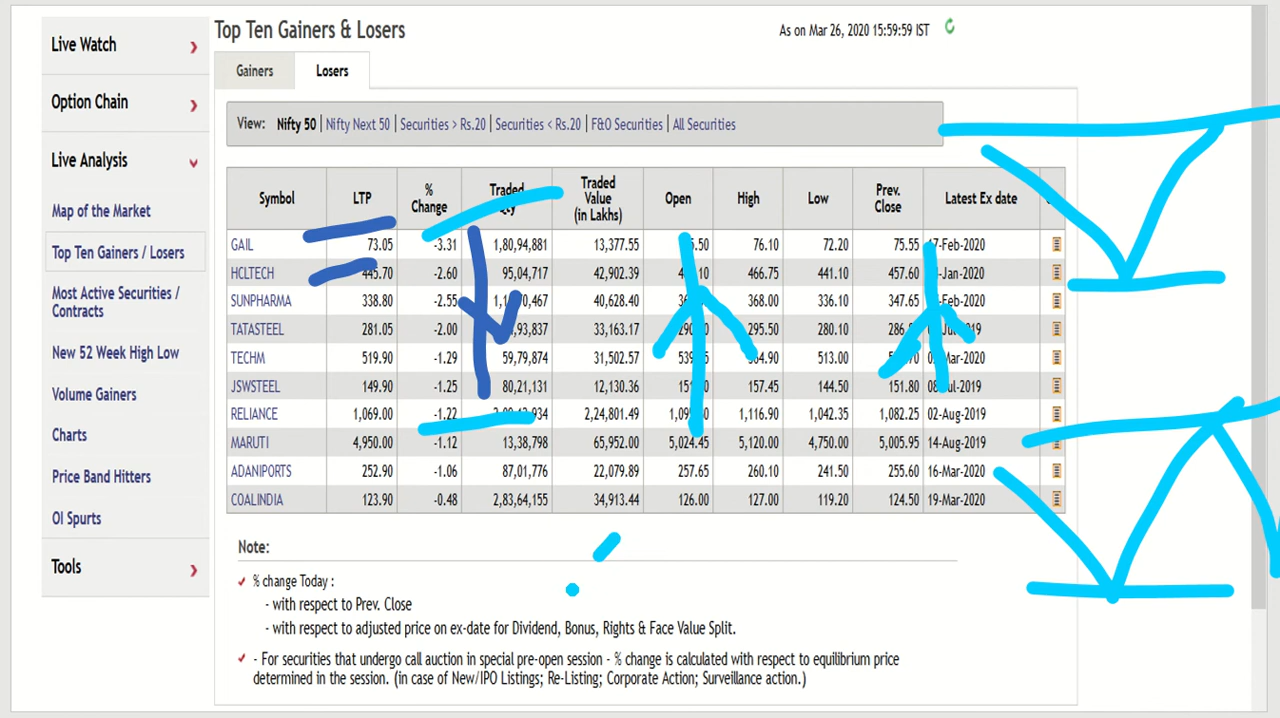 Top Ten Gainers & Losers
As on Mar 26, 2020 15:59:59 IST
Live Watch
Option Chain
Live Analysis
Map of the Market
Top Ten Gainers / Losers
Most Active Securities /
Contracts
New 52 Week High Low
Volume Gainers
Charts
Price Band Hitters
OI Spurts
Tools
Gainers Losers
View: Nifty 50 | Nifty Next 50 | Securities > Rs.20 | Securities < Rs.20 | F&O Securities | All Securities
Symbol LTP % Change Traded Traded Value (in Lakhs) Open High Low Prev. Close Latest Ex date
GAIL 73.05 -3.31 1,80,94,881 13,377.55 76.10 72.20 75.55
HCLTECH 445.70 -2.60 95,04,717 42,902.39 466.75 441.10 457.60
SUNPHARMA 338.80 -2.55 40,628.40 368.00 336.10 347.65
TATASTEEL 281.05 -2.00 33,163.17 295.50 280.10
TECHM 519.90 -1.29 59,79,874 31,502.57 513.00
JSWSTEEL 149.90 -1.25 80,21,131 12,130.36 157.45 144.50 151.80
RELIANCE 1,069.00 -1.22 2,24,801.49 1,116.90 1,042.35 1,082.25 02-Aug-2019
MARUTI 4,950.00 -1.12 13,38,798 65,952.00 5,024.45 5,120.00 4,750.00 5,005.95 14-Aug-2019
ADANIPORTS 252.90 -1.06 87,01,776 22,079.89 257.65 260.10 241.50 255.60 16-Mar-2020
COALINDIA 123.90 -0.48 2,83,64,155 34,913.44 126.00 127.00 119.20 124.50 19-Mar-2020
Note:
% change Today :
- with respect to Prev. Close
- with respect to adjusted price on ex-date for Dividend, Bonus, Rights & Face Value Split.
- For securities that undergo call auction in special pre-open session - % change is calculated with respect to equilibrium price
determined in the session. (in case of New/IPO Listings; Re-Listing; Corporate Action; Surveillance action.)